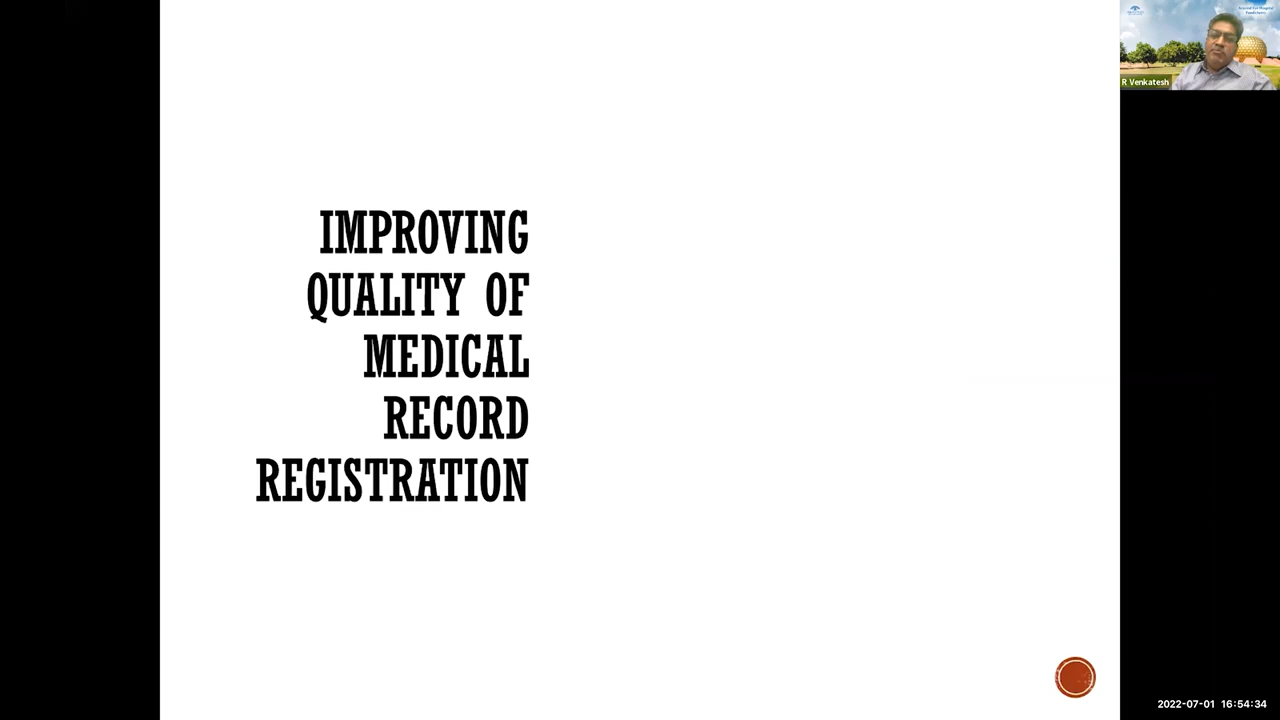 IMPROVING
QUALITY OF
MEDICAL
RECORD
REGISTRATION
R Venkatesh
2022-07-01 16:54:34